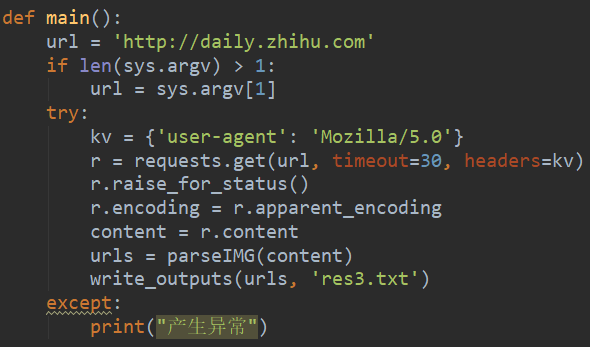 def main():
    url = 'http://daily.zhihu.com'
    if len(sys.argv) > 1:
        url = sys.argv[1]
    try:
        kv = {'user-agent': 'Mozilla/5.0'}
        r = requests.get(url, timeout=30, headers=kv)
        r.raise_for_status()
        r.encoding = r.apparent_encoding
        content = r.content
        urls = parseIMG(content)
        write_outputs(urls, 'res3.txt')
    except:
        print("产生异常")